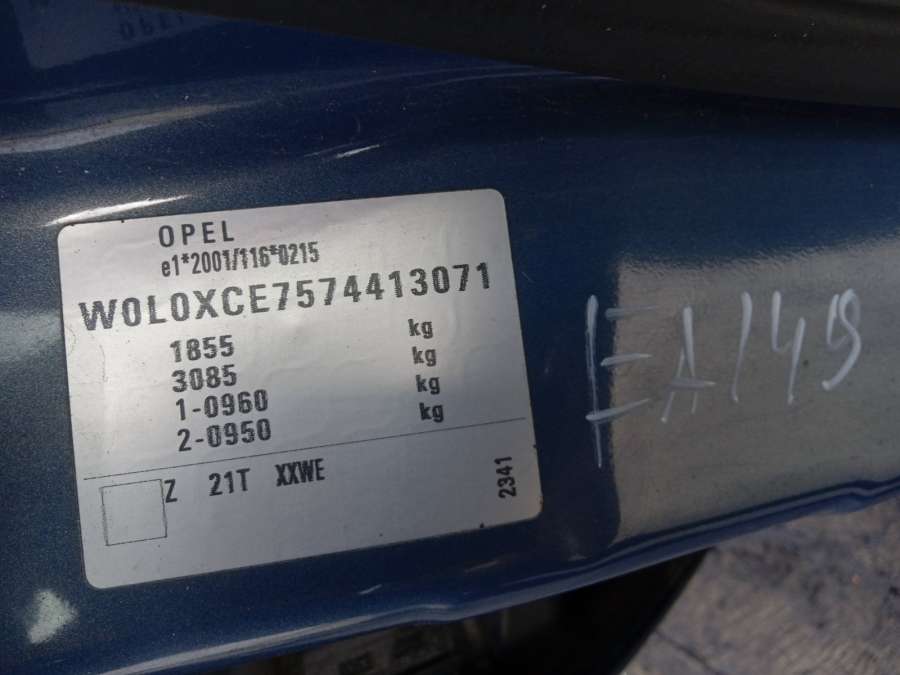 OPEL
e1*2001/116*0215
W0L0XCE7574413071
1855 kg
3085 kg
1-0960 kg
2-0950 kg
Z 21T XXWE
2341
EA149